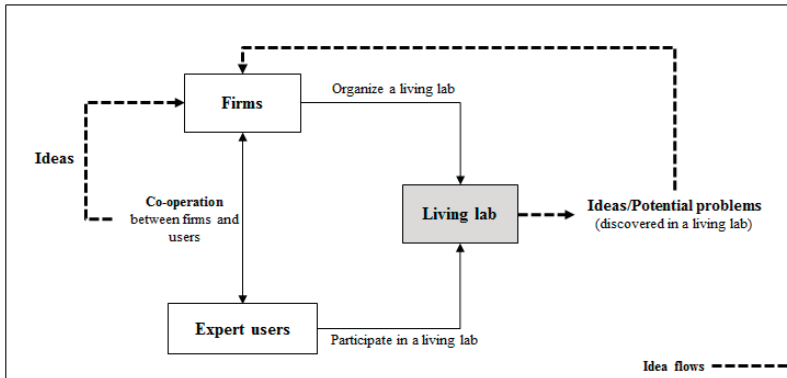 Firms
Organize a living lab
Ideas
Co-operation
between firms and
users
Living lab
Ideas/Potential problems
(discovered in a living lab)
Expert users
Participate in a living lab
Idea flows